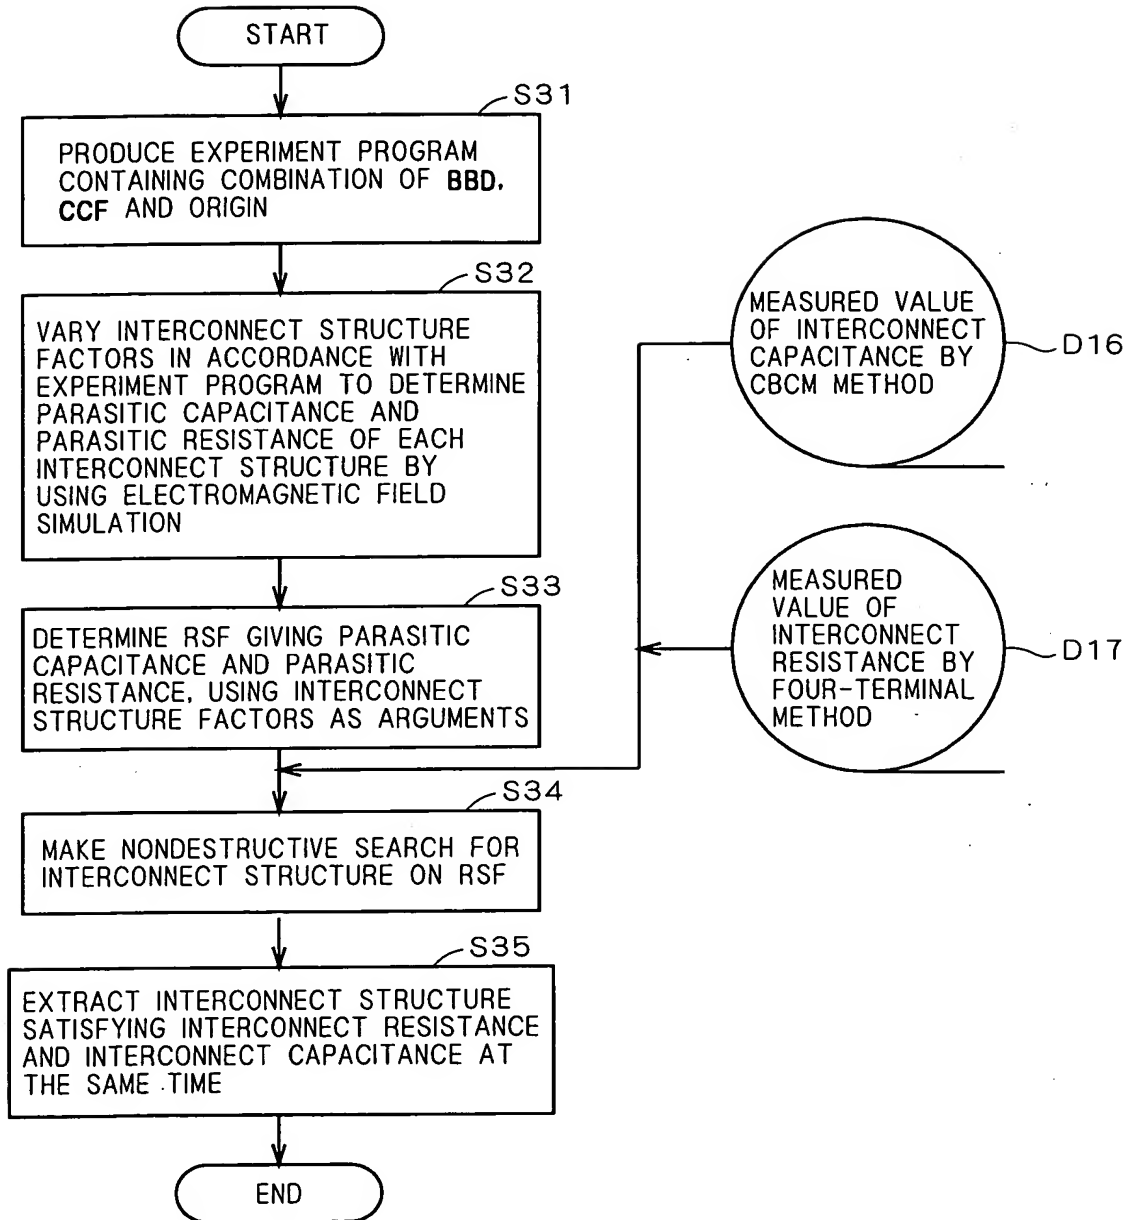 START
S31
PRODUCE EXPERIMENT PROGRAM
CONTAINING COMBINATION OF BBD,
CCF AND ORIGIN
S32
VARY INTERCONNECT STRUCTURE
FACTORS IN ACCORDANCE WITH
EXPERIMENT PROGRAM TO DETERMINE
PARASITIC CAPACITANCE AND
PARASITIC RESISTANCE OF EACH
INTERCONNECT STRUCTURE BY
USING ELECTROMAGNETIC FIELD
SIMULATION
MEASURED VALUE
OF INTERCONNECT
CAPACITANCE BY
CBCM METHOD
D16
S33
DETERMINE RSF GIVING PARASITIC
CAPACITANCE AND PARASITIC
RESISTANCE, USING INTERCONNECT
STRUCTURE FACTORS AS ARGUMENTS
MEASURED
VALUE OF
INTERCONNECT
RESISTANCE BY
FOUR-TERMINAL
METHOD
D17
S34
MAKE NONDESTRUCTIVE SEARCH FOR
INTERCONNECT STRUCTURE ON RSF
S35
EXTRACT INTERCONNECT STRUCTURE
SATISFYING INTERCONNECT RESISTANCE
AND INTERCONNECT CAPACITANCE AT
THE SAME TIME
END